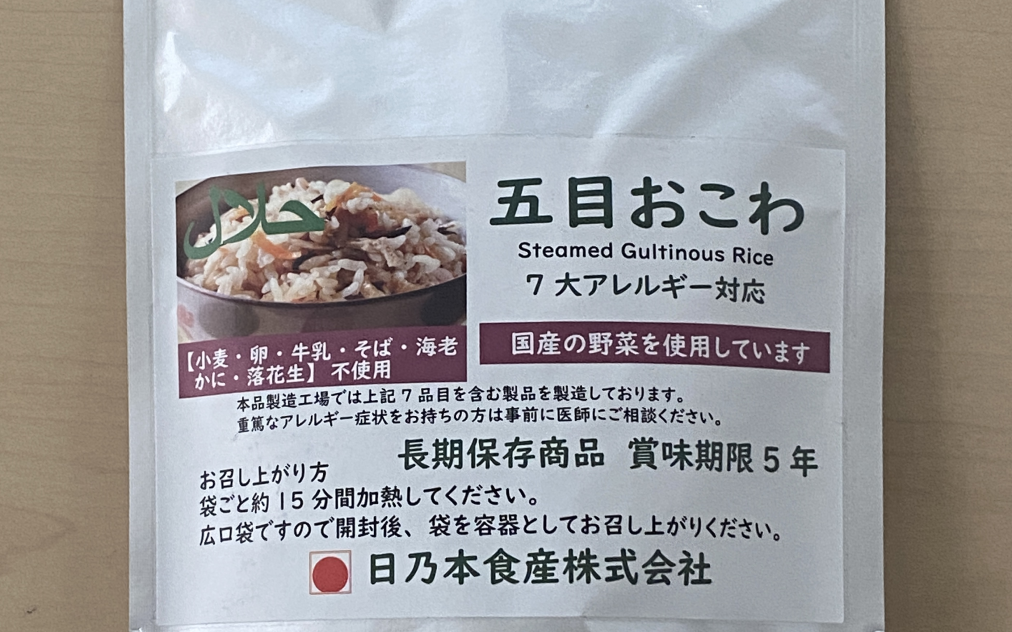 حلال
五目おこわ
Steamed Gultinous Rice
7大アレルギー対応
国産の野菜を使用しています
【小麦・卵・牛乳・そば・海老
かに・落花生】 不使用
本品製造工場では上記7品目を含む製品を製造しております。
重篤なアレルギー症状をお持ちの方は事前に医師にご相談ください。
長期保存商品 賞味期限5年
お召し上がり方
袋ごと約15分間加熱してください。
広口袋ですので開封後、袋を容器としてお召し上がりください。
日乃本食産株式会社